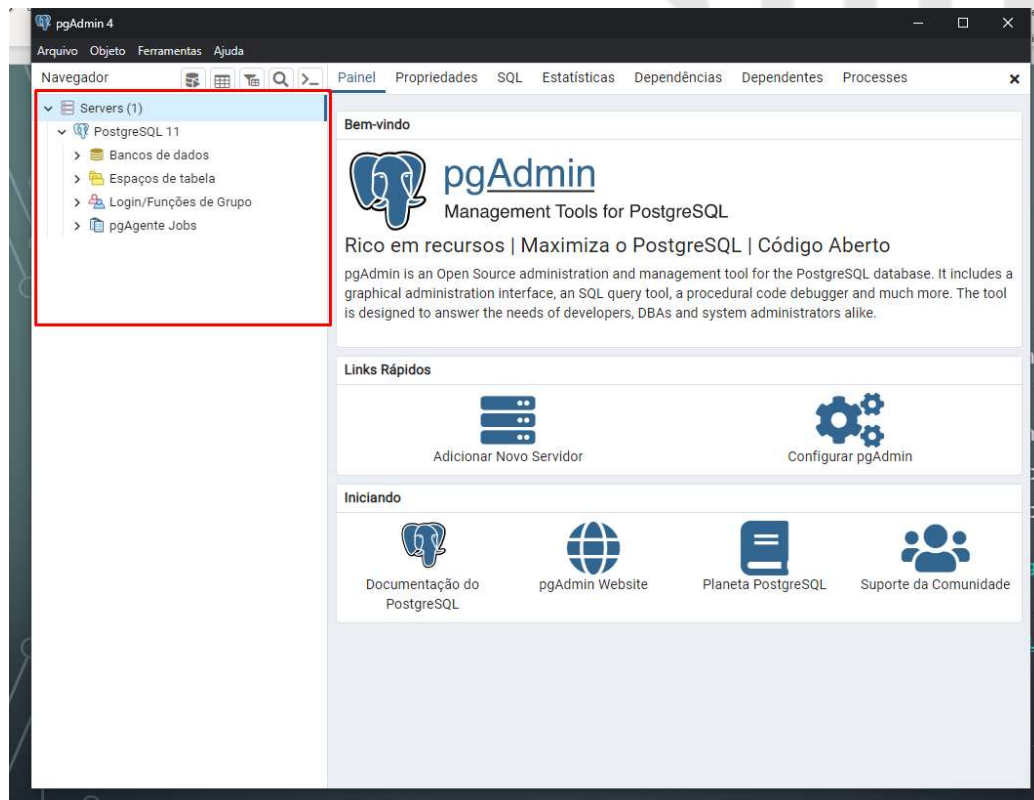 pgAdmin 4
Arquivo Objeto Ferramentas Ajuda
Navegador
Painel Propriedades SQL Estatísticas Dependências Dependentes Processes
Servers (1)
PostgreSQL 11
Bancos de dados
Espaços de tabela
Login/Funções de Grupo
pgAgente Jobs
Bem-vindo
pgAdmin
Management Tools for PostgreSQL
Rico em recursos | Maximiza o PostgreSQL | Código Aberto
pgAdmin is an Open Source administration and management tool for the PostgreSQL database. It includes a
graphical administration interface, an SQL query tool, a procedural code debugger and much more. The tool
is designed to answer the needs of developers, DBAs and system administrators alike.
Links Rápidos
Adicionar Novo Servidor
Configurar pgAdmin
Iniciando
Documentação do
PostgreSQL
pgAdmin Website
Planeta PostgreSQL
Suporte da Comunidade